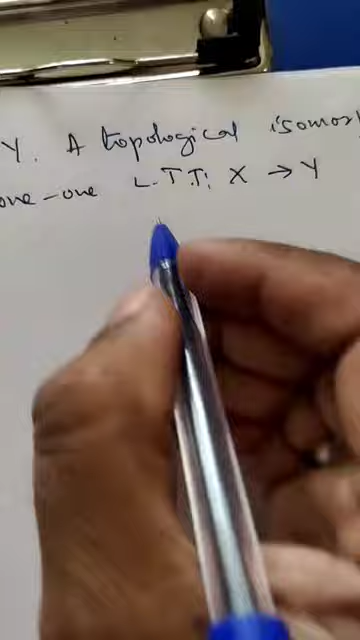 Y. A topological isomor
one-one L.T T: X → Y